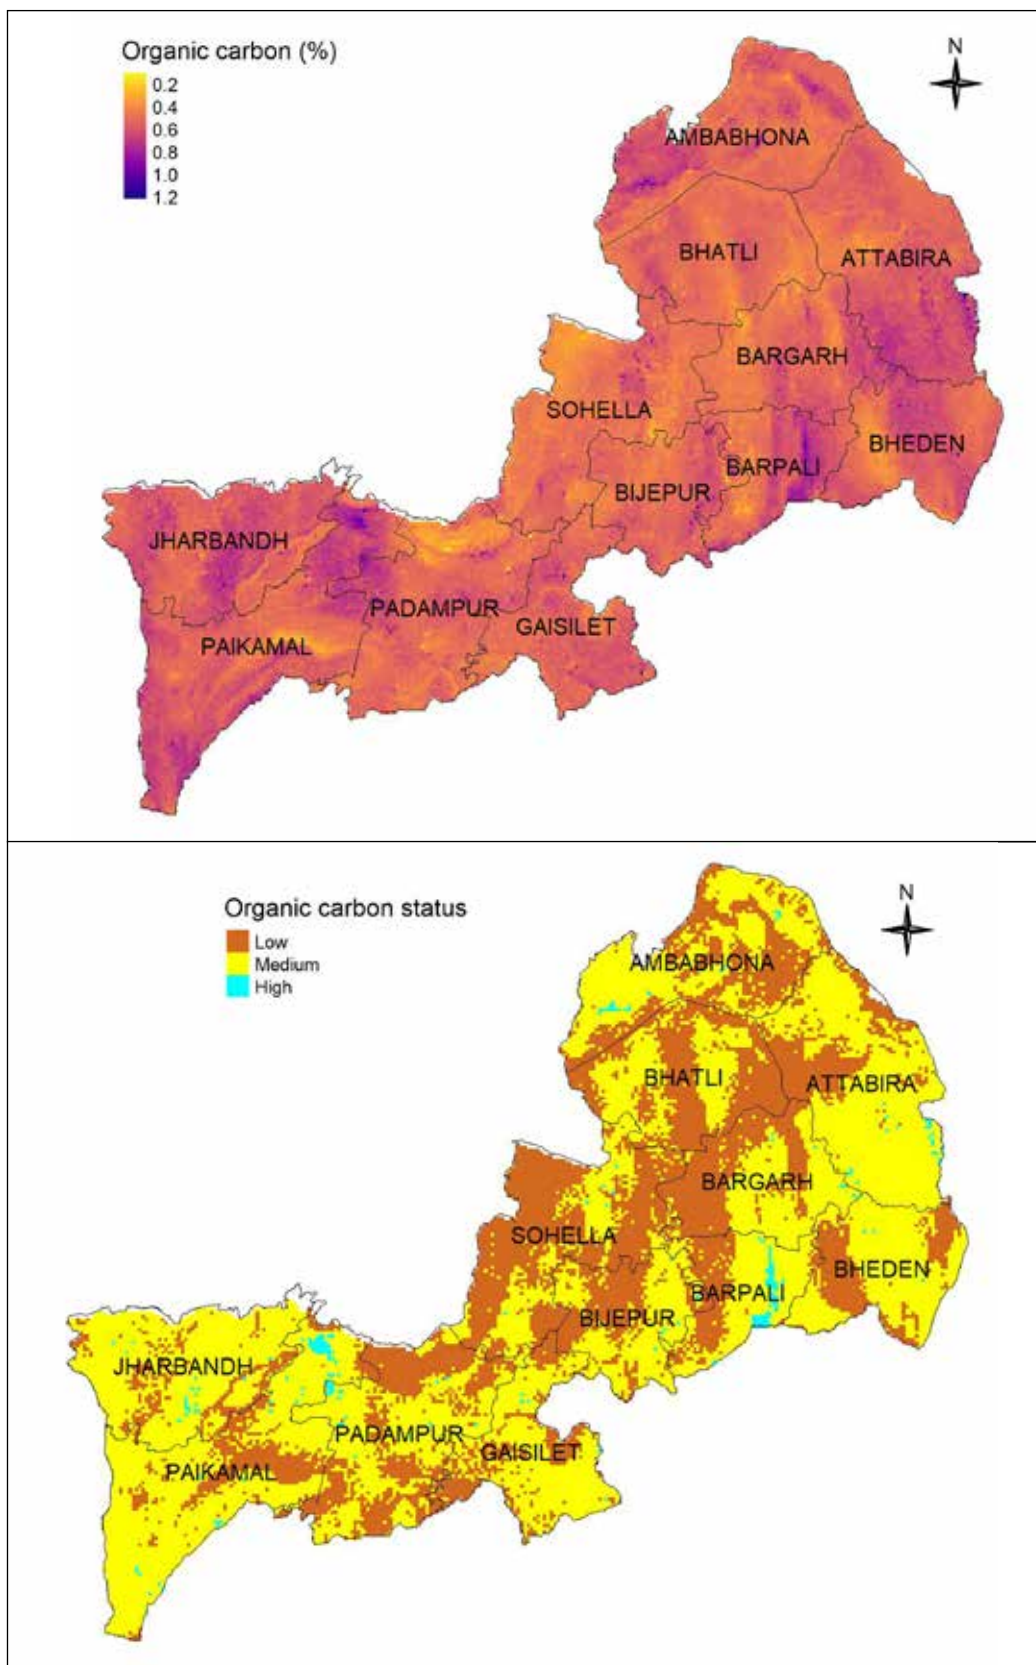 Organic carbon (%)
0.2
0.4
0.6
0.8
1.0
1.2
N
AMBABHONA
BHATLI
ATTABIRA
BARGARH
SOHELLA
BHEDEN
BARPALI
BIJEPUR
JHARBANDH
PADAMPUR
GAISILET
PAIKAMAL
Organic carbon status
Low
Medium
High
N
AMBABHONA
BHATLI
ATTABIRA
BARGARH
SOHELLA
BHEDEN
BARPALI
BIJEPUR
JHARBANDH
PADAMPUR
GAISILET
PAIKAMAL